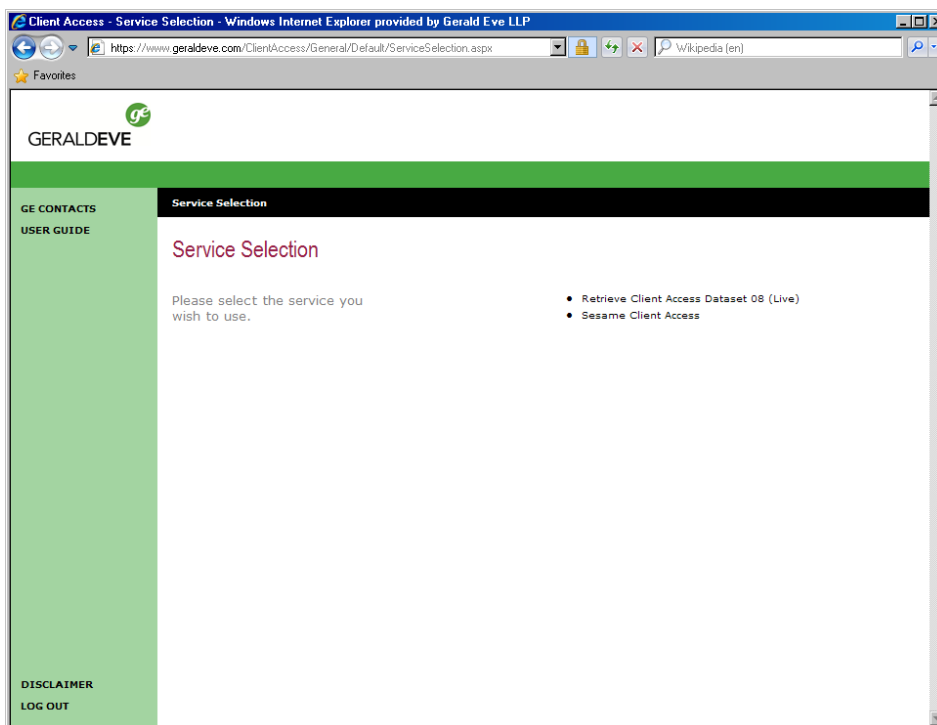 Client Access - Service Selection - Windows Internet Explorer provided by Gerald Eve LLP
https://www.geraldeve.com/ClientAccess/General/Default/ServiceSelection.aspx
Wikipedia (en)
Favorites
ge
GERALDEVE
GE CONTACTS
USER GUIDE
Service Selection
Service Selection
Please select the service you
wish to use.
• Retrieve Client Access Dataset 08 (Live)
• Sesame Client Access
DISCLAIMER
LOG OUT